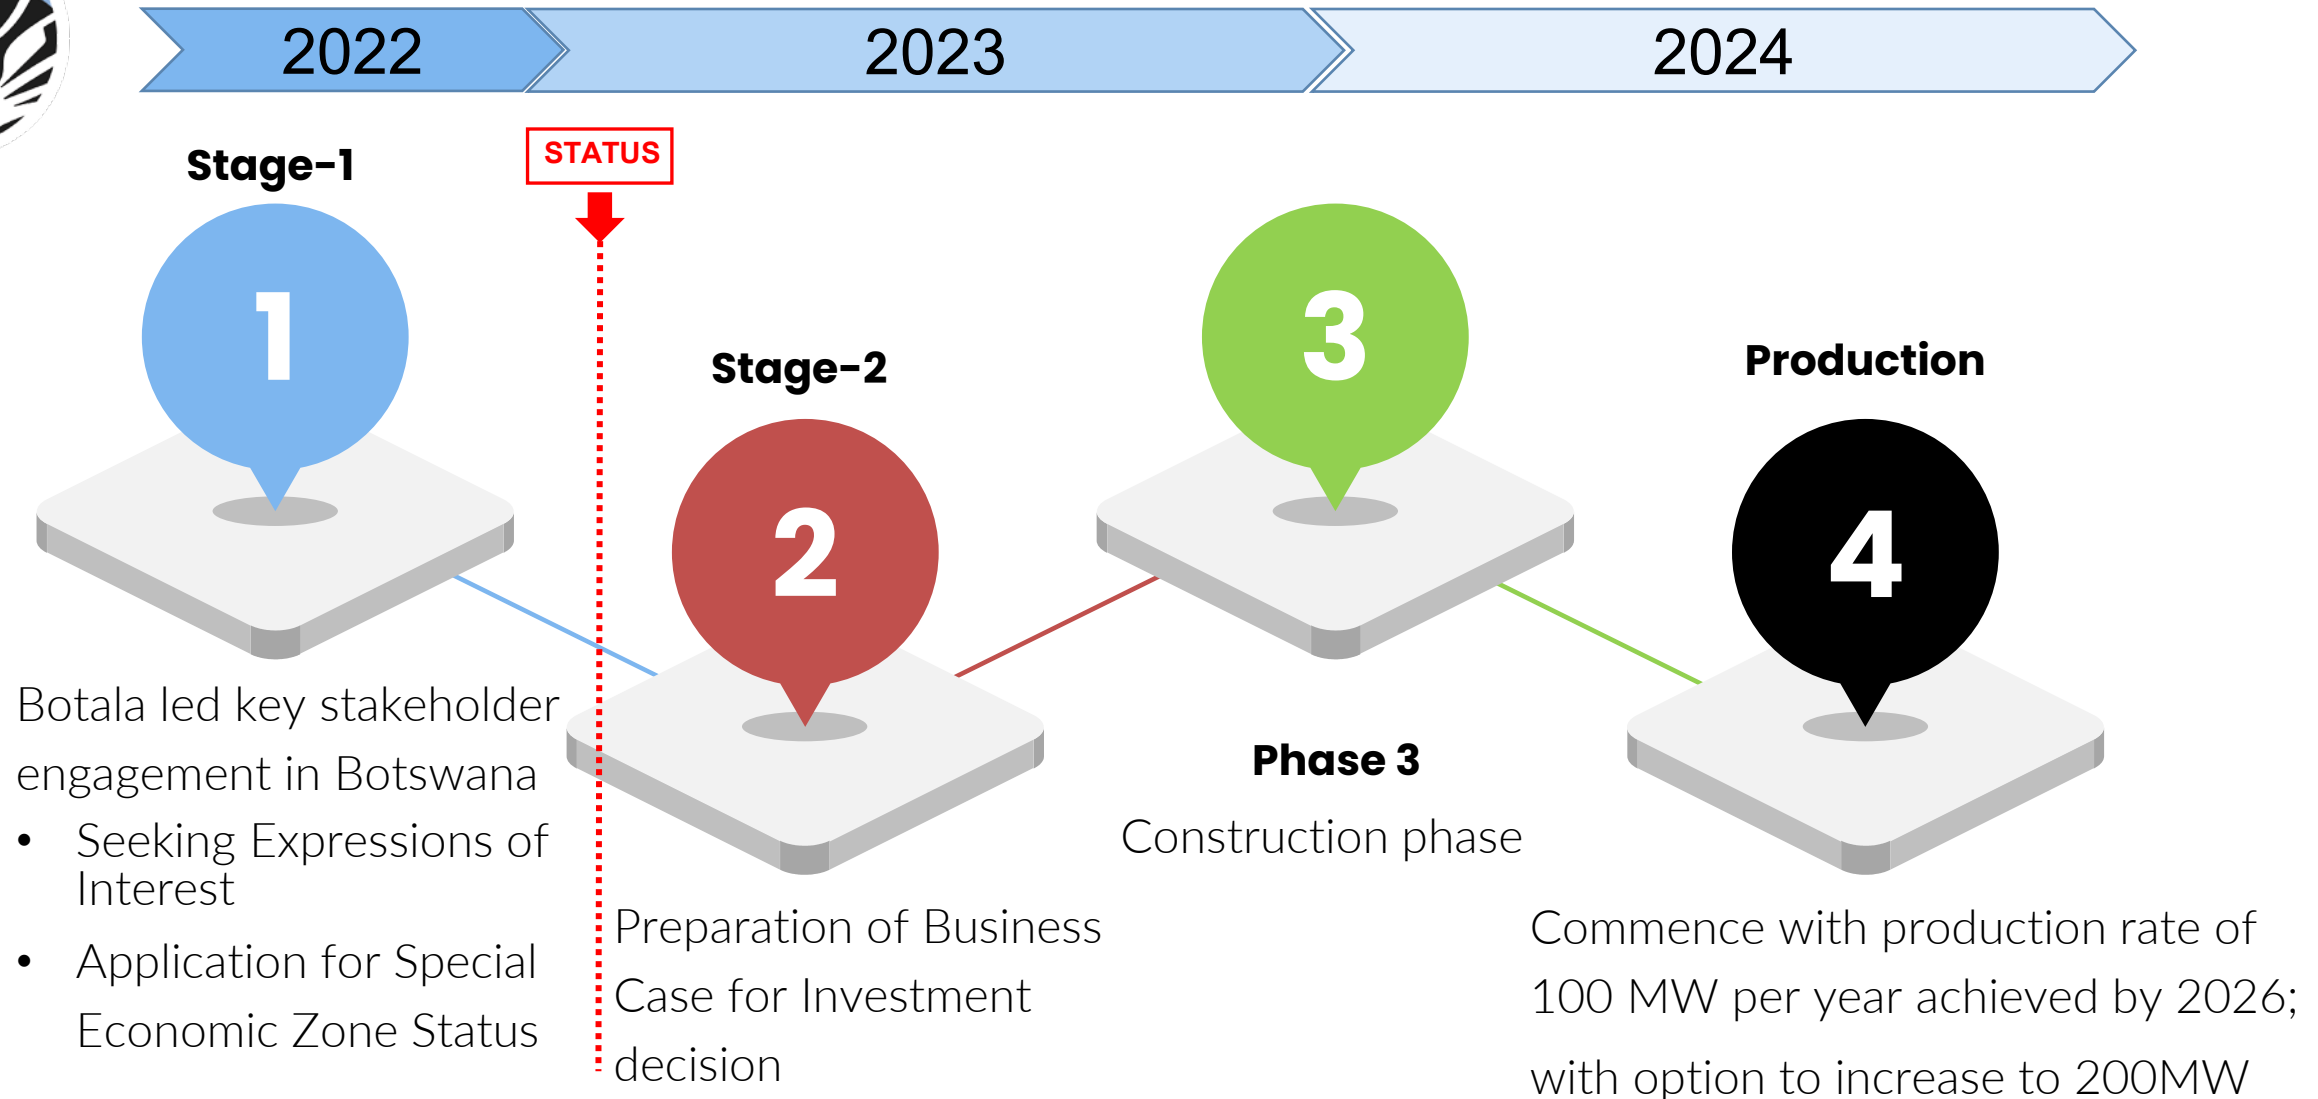 2022
2023
2024
STATUS
Stage-1
1
Botala led key stakeholder
engagement in Botswana
• Seeking Expressions of
Interest
• Application for Special
Economic Zone Status
Stage-2
2
Preparation of Business
Case for Investment
decision
3
Phase 3
Construction phase
Production
4
Commence with production rate of
100 MW per year achieved by 2026;
with option to increase to 200MW